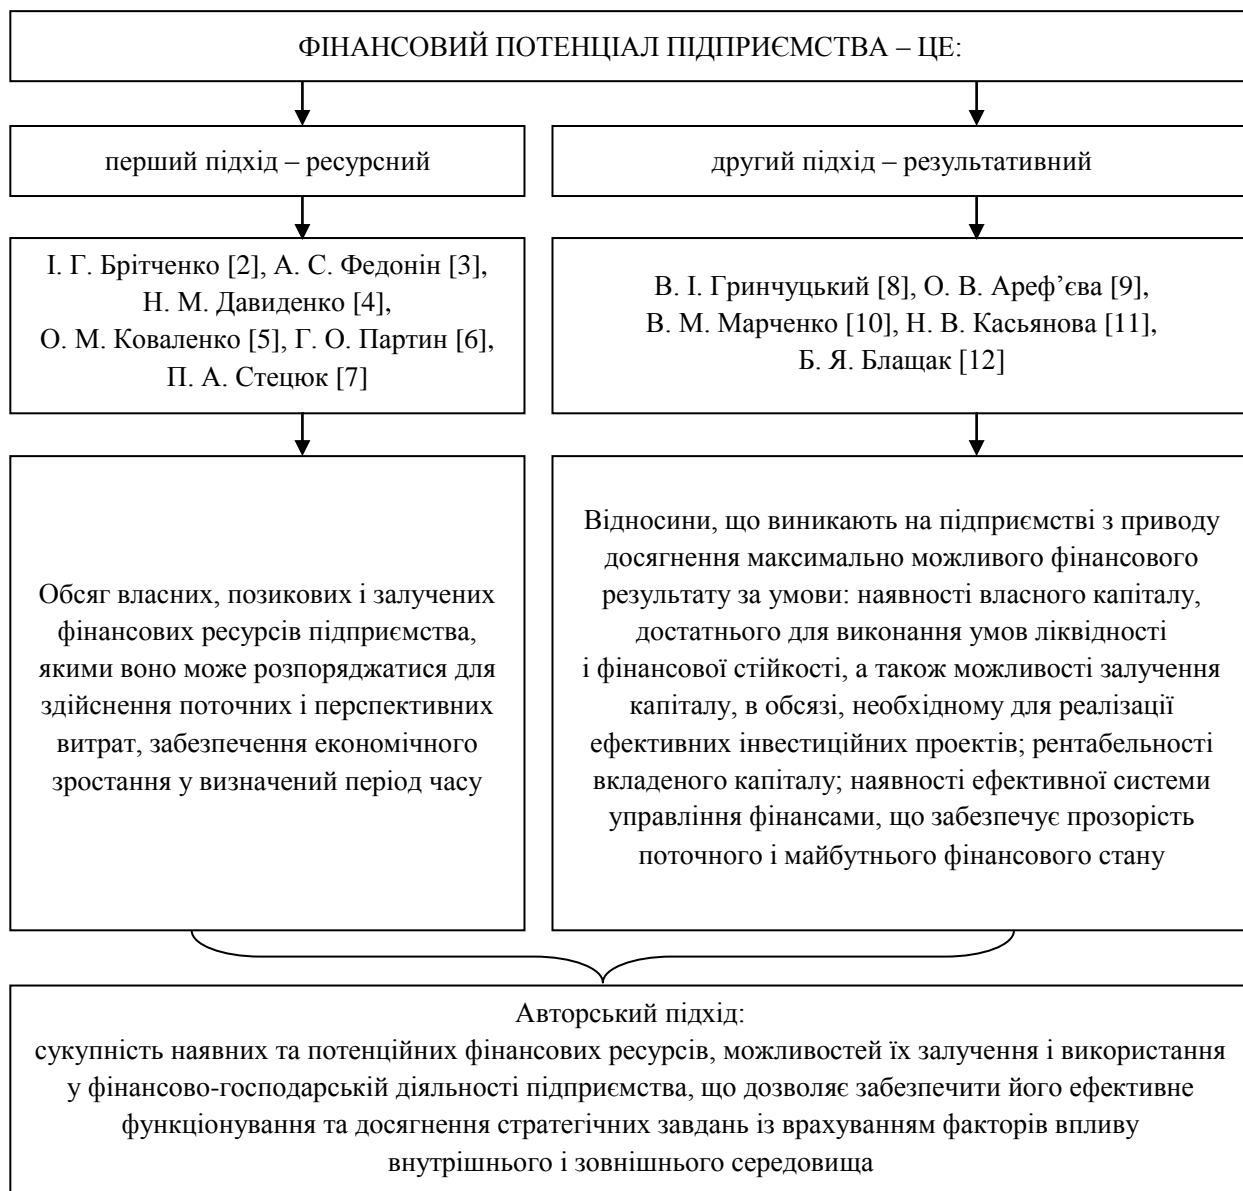 ФІНАНСОВИЙ ПОТЕНЦІАЛ ПІДПРИЄМСТВА – ЦЕ:
перший підхід – ресурсний
другий підхід – результативний
І. Г. Брітченко [2], А. С. Федонін [3],
Н. М. Давиденко [4],
О. М. Коваленко [5], Г. О. Партин [6],
П. А. Стецюк [7]
В. І. Гринчуцький [8], О. В. Ареф’єва [9],
В. М. Марченко [10], Н. В. Касьянова [11],
Б. Я. Блащак [12]
Обсяг власних, позикових і залучених
фінансових ресурсів підприємства,
якими воно може розпоряджатися для
здійснення поточних і перспективних
витрат, забезпечення економічного
зростання у визначений період часу
Відносини, що виникають на підприємстві з приводу
досягнення максимально можливого фінансового
результату за умови: наявності власного капіталу,
достатнього для виконання умов ліквідності
і фінансової стійкості, а також можливості залучення
капіталу, в обсязі, необхідному для реалізації
ефективних інвестиційних проектів; рентабельності
вкладеного капіталу; наявності ефективної системи
управління фінансами, що забезпечує прозорість
поточного і майбутнього фінансового стану
Авторський підхід:
сукупність наявних та потенційних фінансових ресурсів, можливостей їх залучення і використання
у фінансово-господарській діяльності підприємства, що дозволяє забезпечити його ефективне
функціонування та досягнення стратегічних завдань із врахуванням факторів впливу
внутрішнього і зовнішнього середовища